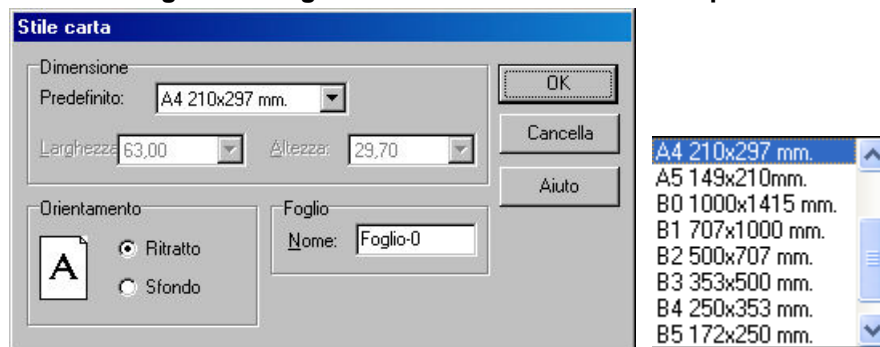 Stile carta
Dimensione
Predefinito: A4 210x297 mm.
Larghezza 63,00 Altezza: 29,70
Orientamento
A
Ritratto
Sfondo
Foglio
Nome: Foglio-0
OK
Cancella
Aiuto
A4 210x297 mm.
A5 149x210mm.
B0 1000x1415 mm.
B1 707x1000 mm.
B2 500x707 mm.
B3 353x500 mm.
B4 250x353 mm.
B5 172x250 mm.